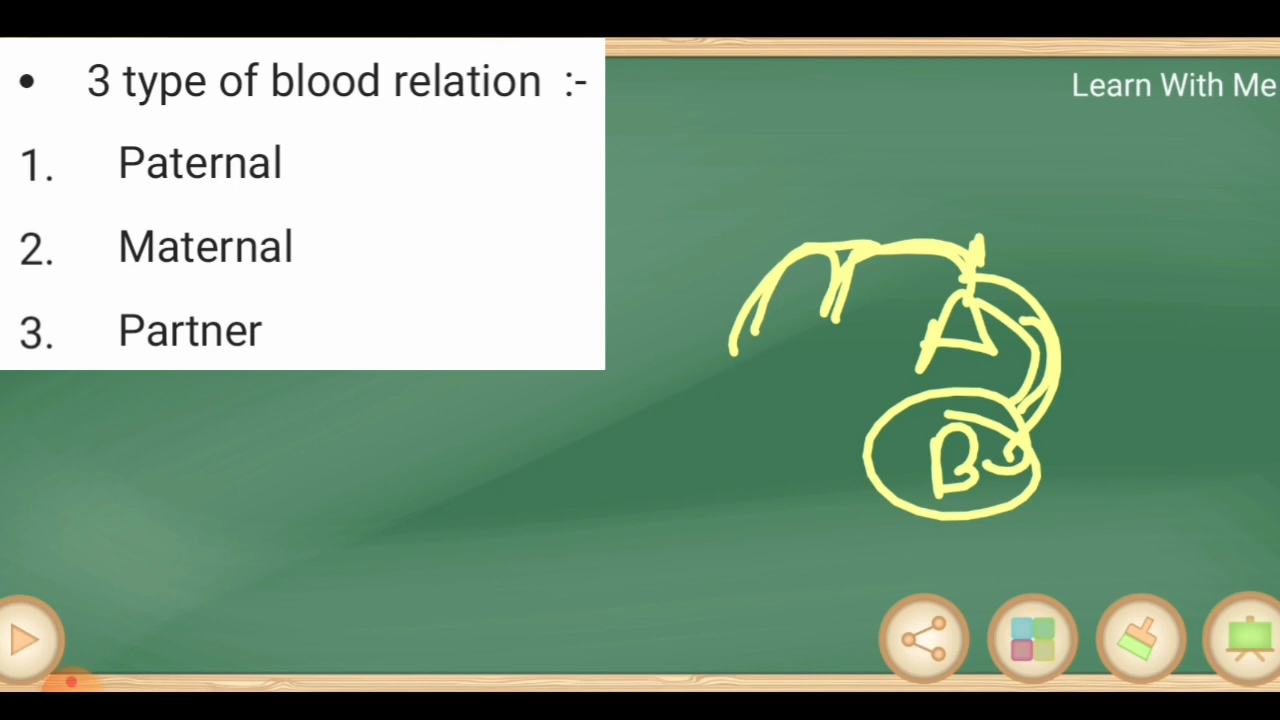 • 3 type of blood relation :-
1. Paternal
2. Maternal
3. Partner
Learn With Me
A
B